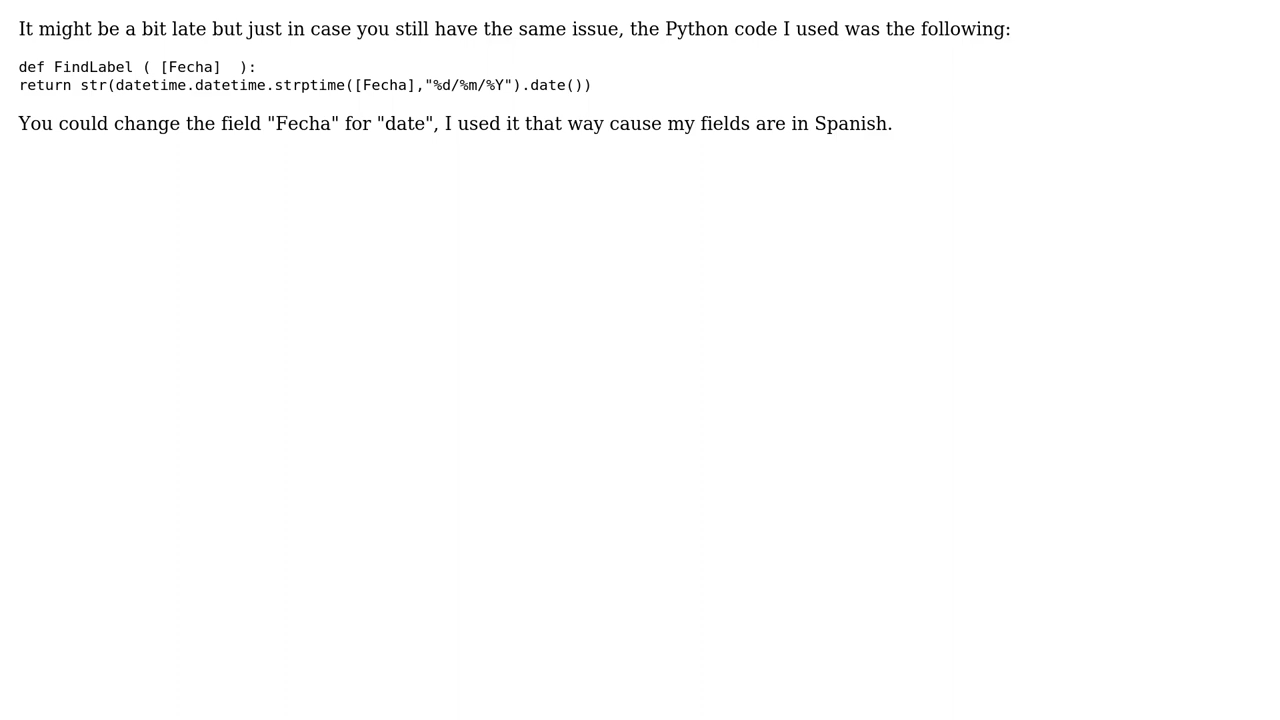 It might be a bit late but just in case you still have the same issue, the Python code I used was the following:
def FindLabel ( [Fecha]  ):
return str(datetime.datetime.strptime([Fecha],"%d/%m/%Y").date())
You could change the field "Fecha" for "date", I used it that way cause my fields are in Spanish.